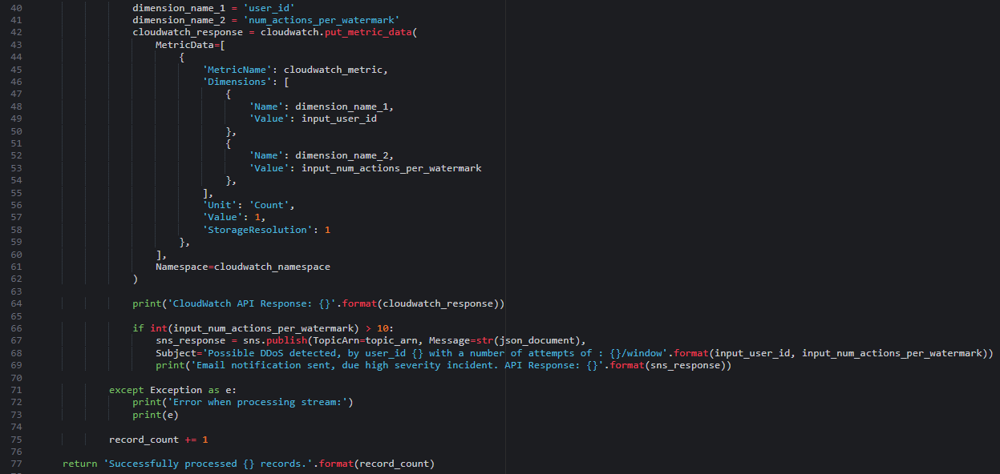 40 dimension_name_1 = 'user_id'
41 dimension_name_2 = 'num_actions_per_watermark'
42 cloudwatch_response = cloudwatch.put_metric_data(
43 MetricData=[
44 {
45 'MetricName': cloudwatch_metric,
46 'Dimensions': [
47 {
48 'Name': dimension_name_1,
49 'Value': input_user_id
50 },
51 {
52 'Name': dimension_name_2,
53 'Value': input_num_actions_per_watermark
54 },
55 ],
56 'Unit': 'Count',
57 'Value': 1,
58 'StorageResolution': 1
59 },
60 ],
61 Namespace=cloudwatch_namespace
62 )
63
64 print('CloudWatch API Response: {}'.format(cloudwatch_response))
65
66 if int(input_num_actions_per_watermark) > 10:
67 sns_response = sns.publish(TopicArn=topic_arn, Message=str(json_document),
68 Subject='Possible DDoS detected, by user_id {} with a number of attempts of : {}/window'.format(input_user_id, input_num_actions_per_watermark))
69 print('Email notification sent, due high severity incident. API Response: {}'.format(sns_response))
70
71 except Exception as e:
72 print('Error when processing stream:')
73 print(e)
74
75 record_count += 1
76
77 return 'Successfully processed {} records.'.format(record_count)